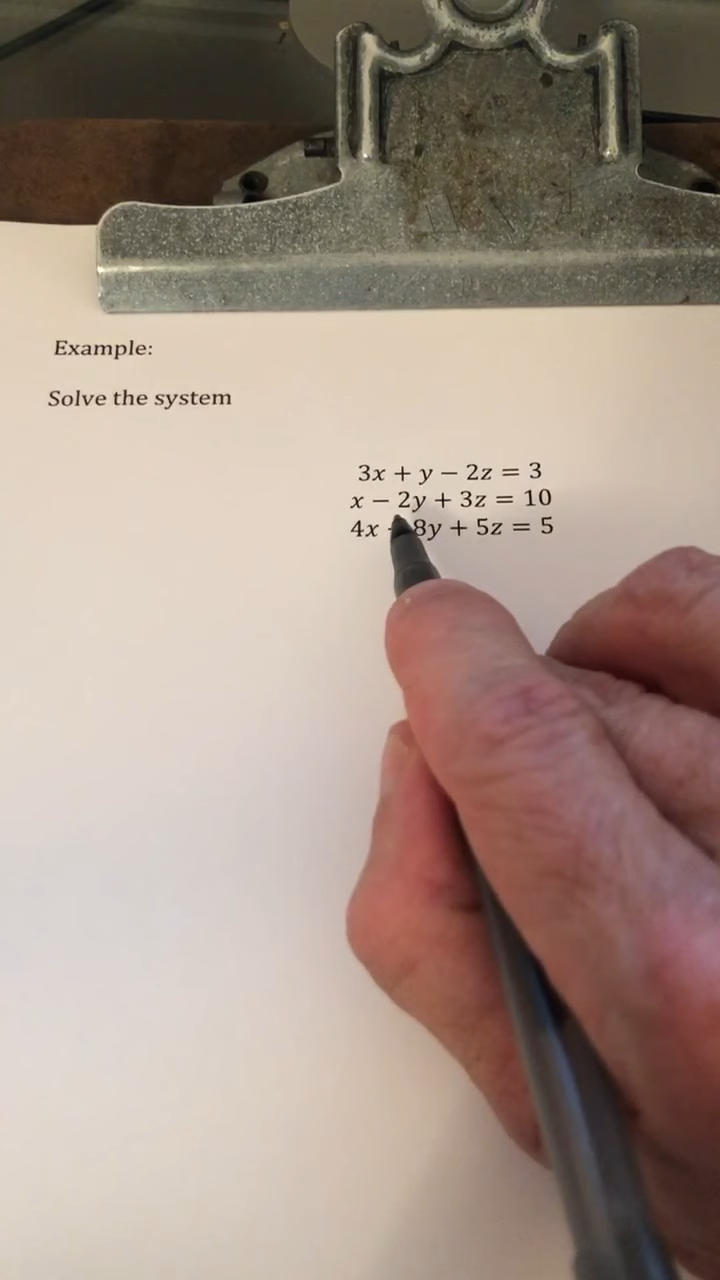 Example:
Solve the system
3x + y − 2z = 3
x − 2y + 3z = 10
4x 8y + 5z = 5